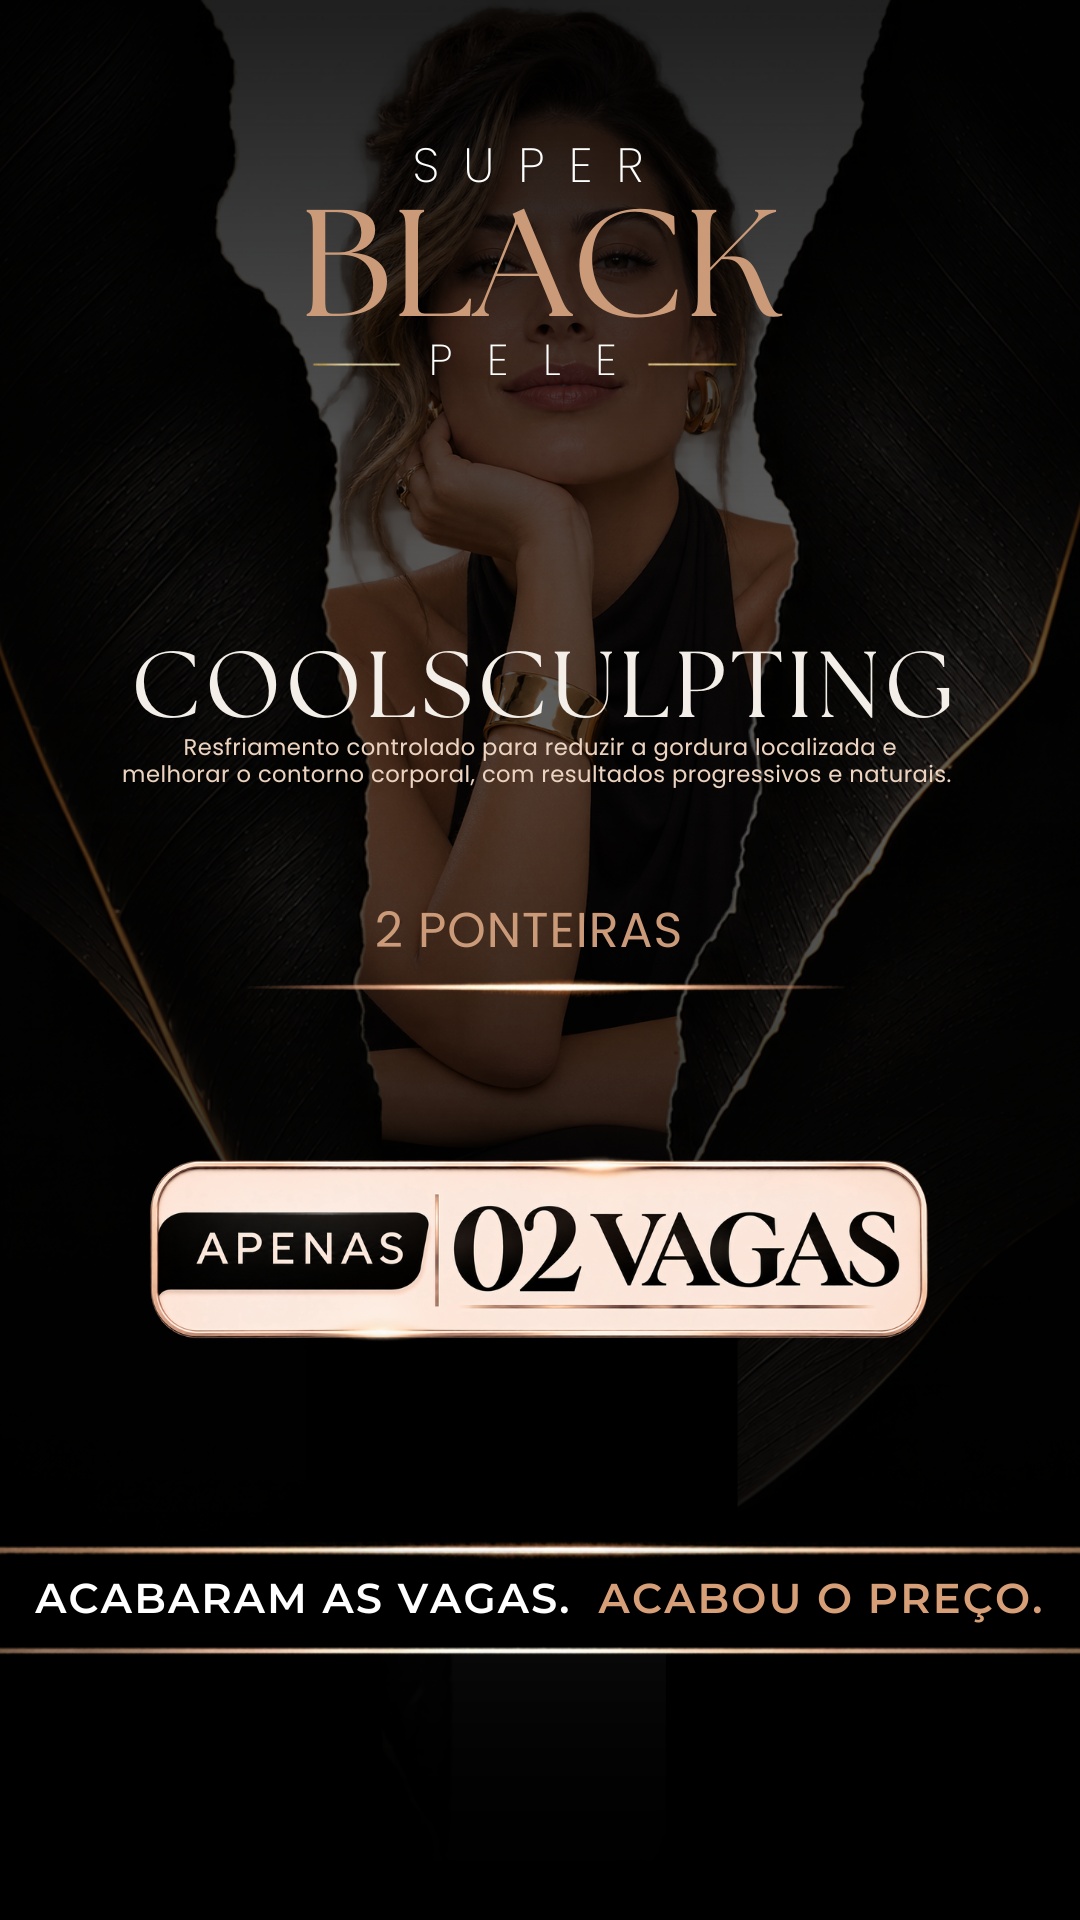 SUPER
BLACK
PELE
COOLSCULPTING
Resfriamento controlado para reduzir a gordura localizada e
melhorar o contorno corporal, com resultados progressivos e naturais.
2 PONTEIRAS
APENAS 02 VAGAS
ACABARAM AS VAGAS. ACABOU O PREÇO.